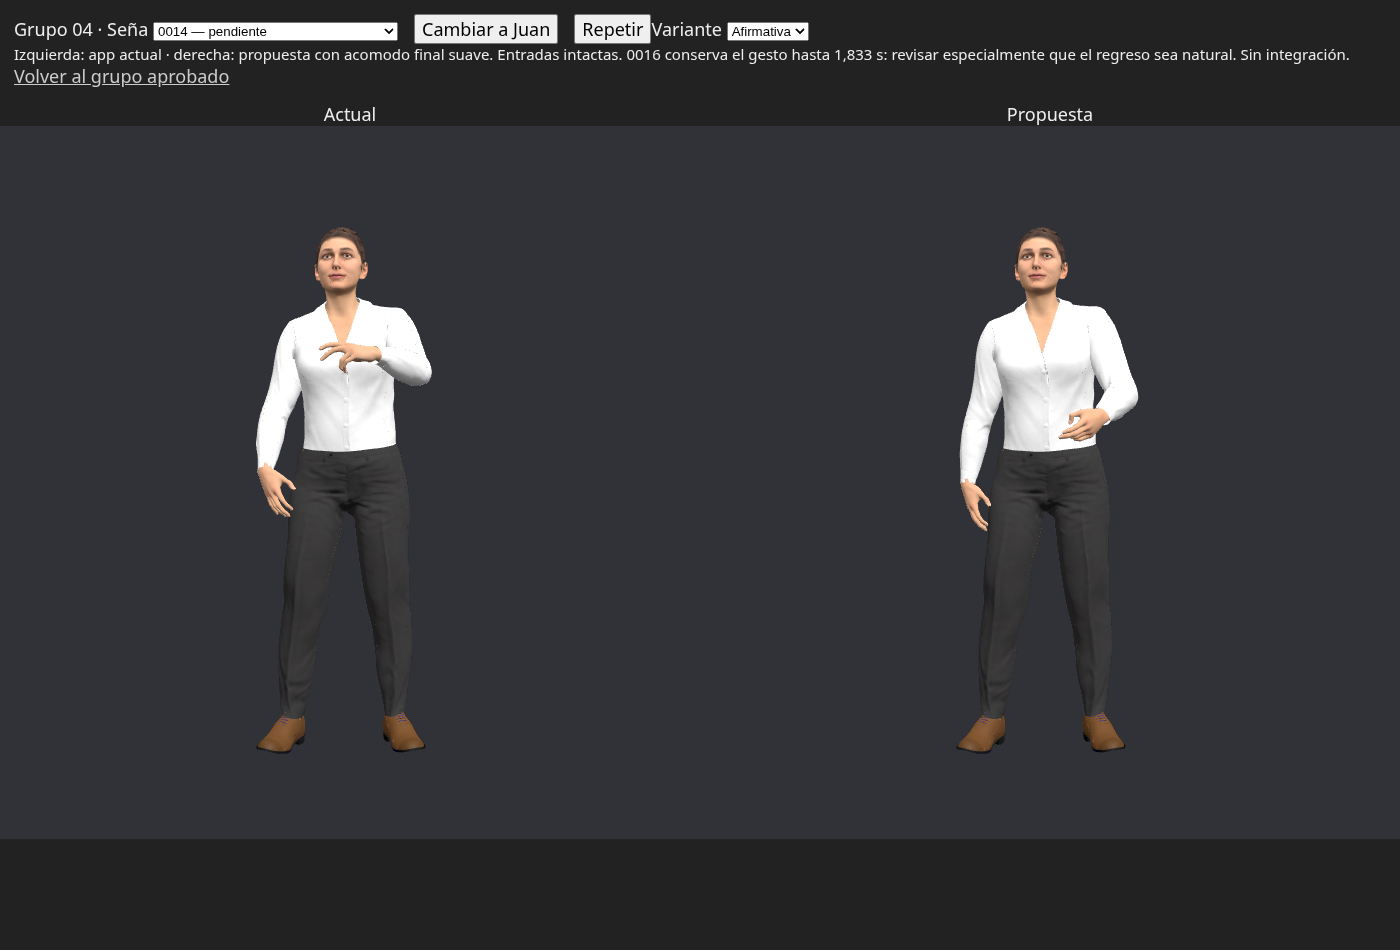 Grupo 04 · Seña 0014 — pendiente Cambiar a Juan Repetir Variante Afirmativa
Izquierda: app actual · derecha: propuesta con acomodo final suave. Entradas intactas. 0016 conserva el gesto hasta 1,833 s: revisar especialmente que el regreso sea natural. Sin integración.
Volver al grupo aprobado
Actual Propuesta